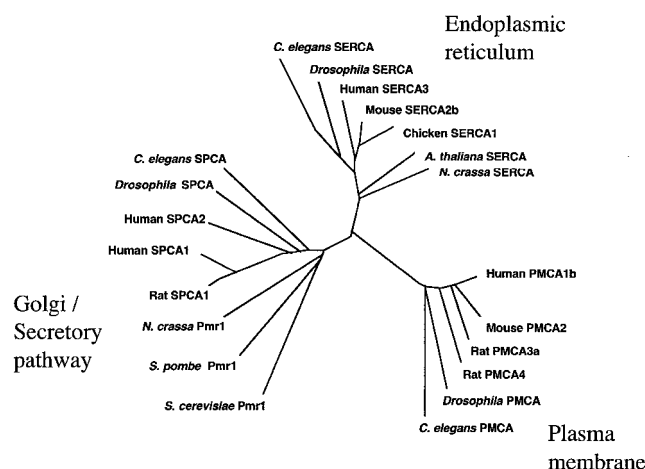 Endoplasmic
reticulum
C. elegans SERCA
Drosophila SERCA
Human SERCA3
Mouse SERCA2b
Chicken SERCA1
A. thaliana SERCA
N. crassa SERCA
C. elegans SPCA
Drosophila SPCA
Human SPCA2
Human SPCA1
Rat SPCA1
N. crassa Pmr1
S. pombe Pmr1
S. cerevisiae Pmr1
Golgi /
Secretory
pathway
Human PMCA1b
Mouse PMCA2
Rat PMCA3a
Rat PMCA4
Drosophila PMCA
C. elegans PMCA
Plasma
membrane